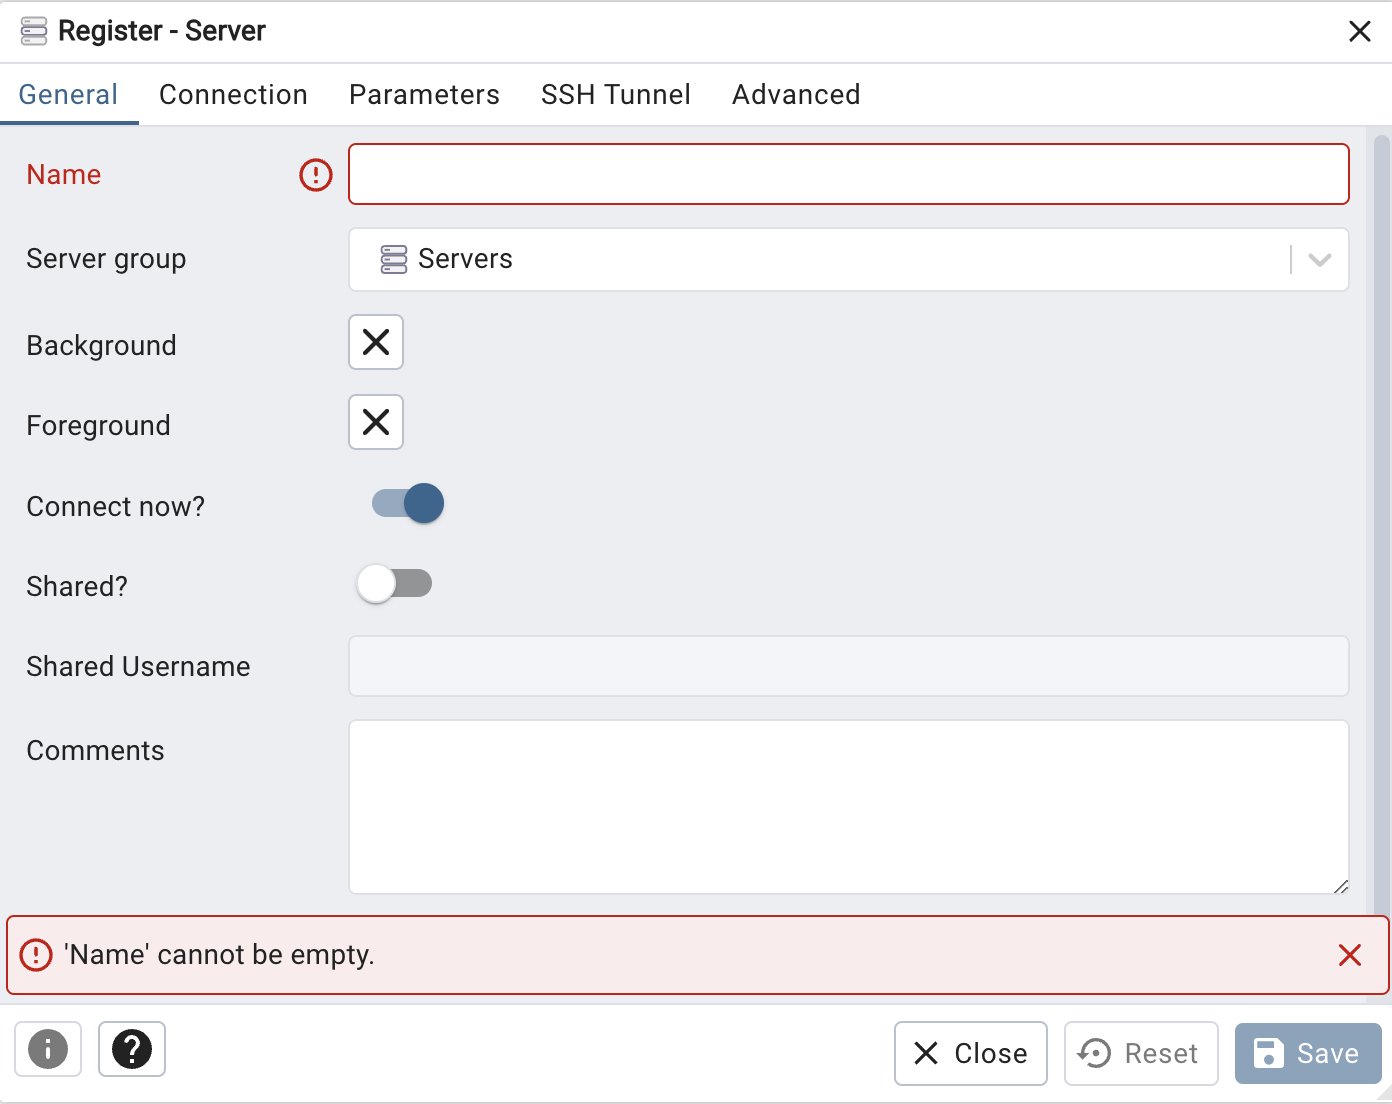 Register - Server
General Connection Parameters SSH Tunnel Advanced
Name
Server group Servers
Background
Foreground
Connect now?
Shared?
Shared Username
Comments
'Name' cannot be empty.
Close Reset Save